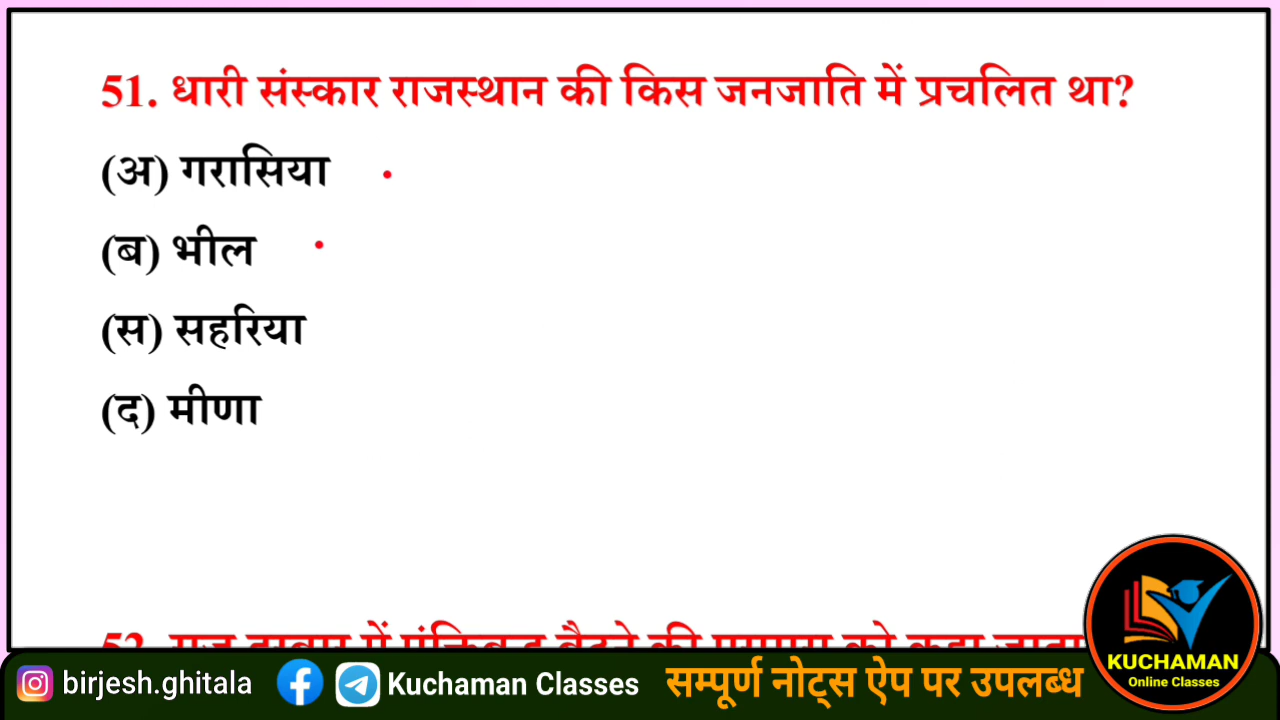 51. धारी संस्कार राजस्थान की किस जनजाति में प्रचलित था?
(अ) गरासिया
(ब) भील
(स) सहरिया
(द) मीणा
birjesh.ghitala Kuchaman Classes सम्पूर्ण नोट्स ऐप पर उपलब्ध
KUCHAMAN
Online Classes